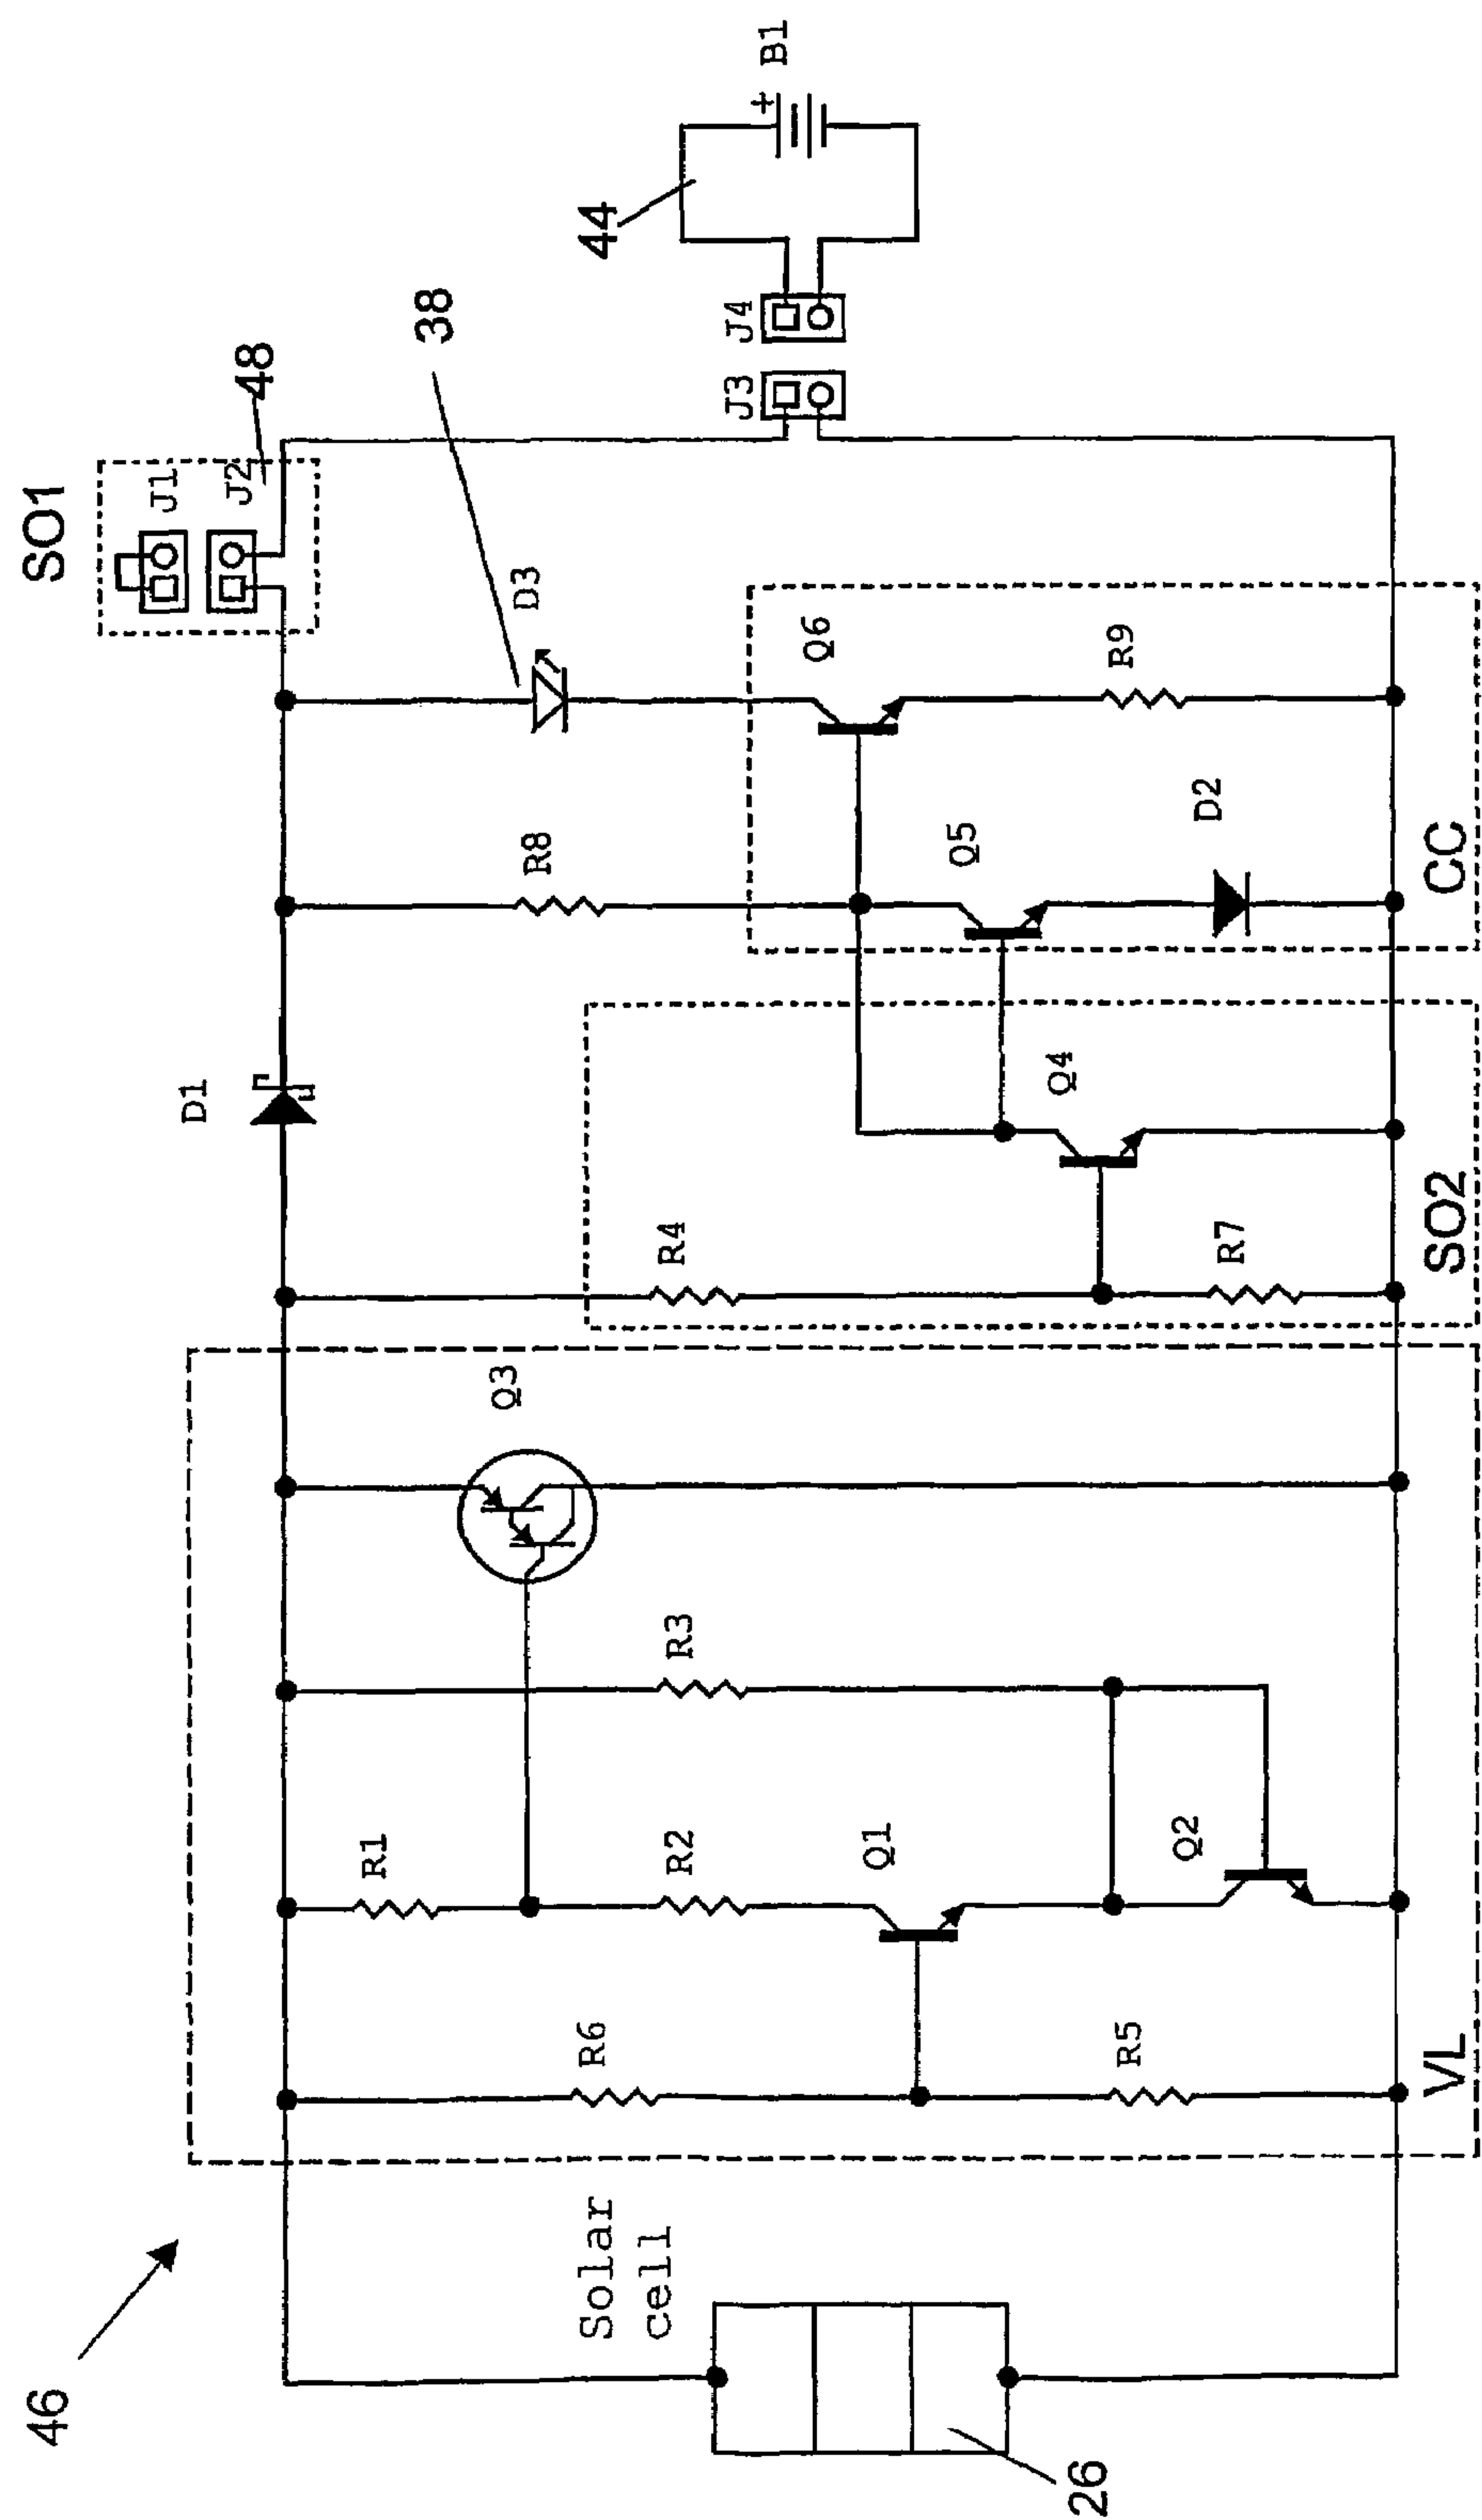 46
Solar
cell
26
VL
R6
R5
R1
R2
Q1
Q2
R3
Q3
SO2
R4
R7
Q4
D1
CC
R8
Q5
D2
Q6
R9
D3
38
SO1
J1
J2
48
J3
J4
44
+
B1